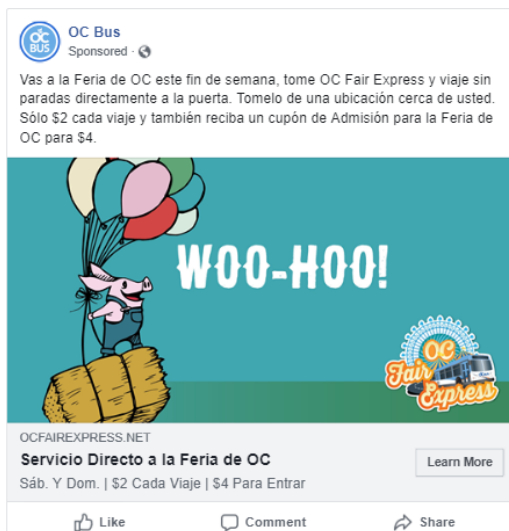 OC Bus
Sponsored ·
Vas a la Feria de OC este fin de semana, tome OC Fair Express y viaje sin
paradas directamente a la puerta. Tomelo de una ubicación cerca de usted.
Sólo $2 cada viaje y también reciba un cupón de Admisión para la Feria de
OC para $4.
WOO-HOO!
OC
Fair
Express
OCFAIREXPRESS.NET
Servicio Directo a la Feria de OC
Sáb. Y Dom. | $2 Cada Viaje | $4 Para Entrar
Learn More
Like
Comment
Share